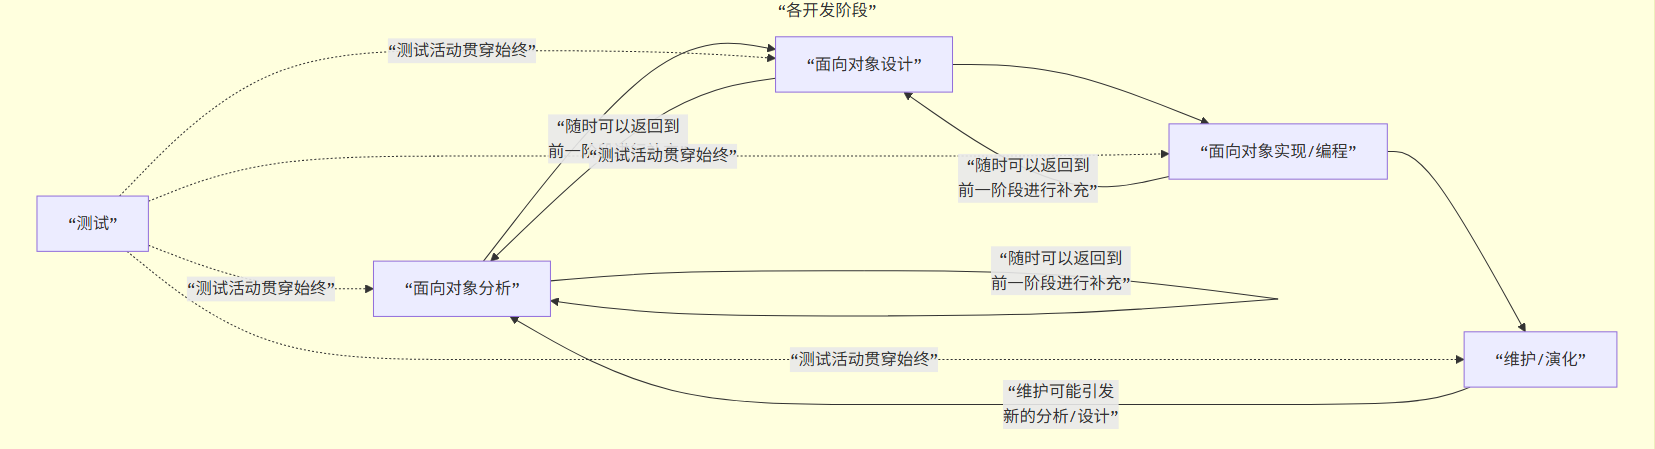 “各开发阶段”
“测试活动贯穿始终”
“面向对象设计”
“随时可以返回到
前一阶
“测试活动贯穿始终”
“面向对象实现/编程”
“随时可以返回到
前一阶段进行补充”
“测试”
“测试活动贯穿始终”
“面向对象分析”
“随时可以返回到
前一阶段进行补充”
“测试活动贯穿始终”
“维护/演化”
“维护可能引发
新的分析/设计”